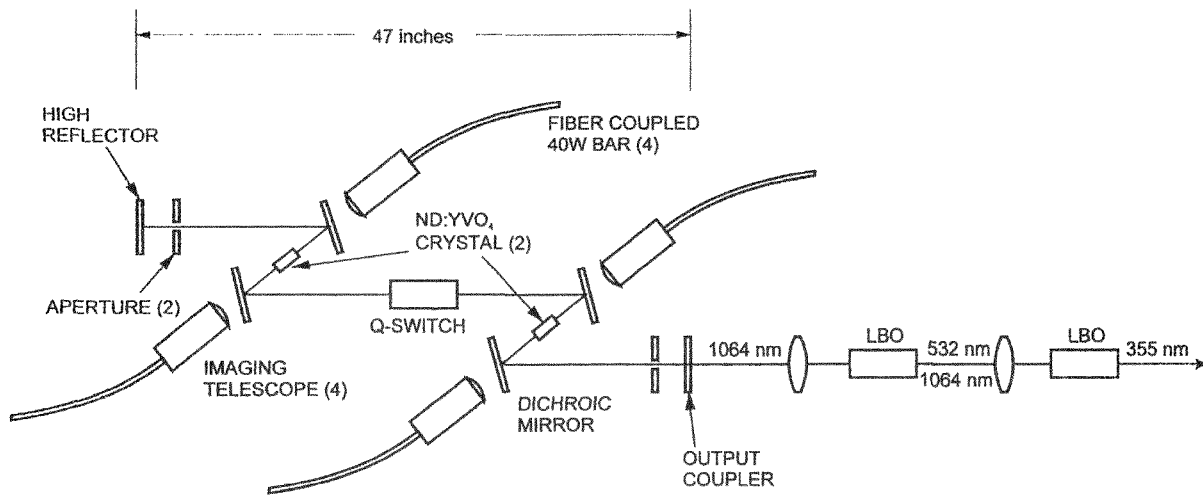 47 inches
HIGH
REFLECTOR
FIBER COUPLED
40W BAR (4)
ND:YVO₄
CRYSTAL (2)
APERTURE (2)
Q-SWITCH
IMAGING
TELESCOPE (4)
DICHROIC
MIRROR
1064 nm
LBO
532 nm
1064 nm
LBO
355 nm
OUTPUT
COUPLER